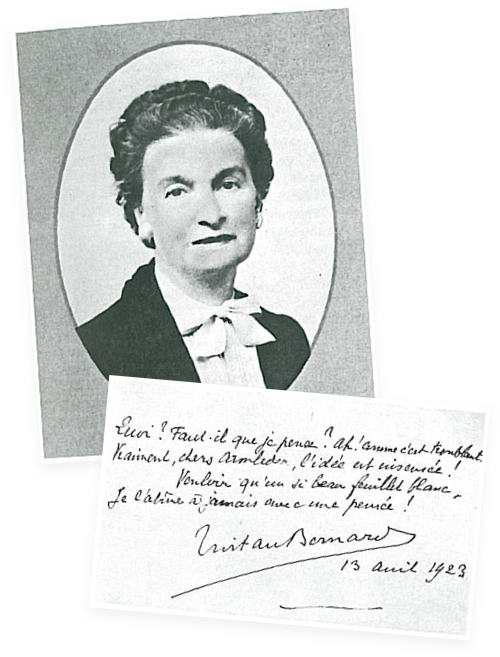 Quoi ? Faut-il que je pense ? Ah ! comme c'est troublant.
Vraiment, chers Armleder, l'idée est insensée !
Vouloir qu'un si beau feuillet blanc,
Je l'abîme à jamais avec une pensée !
Tristan Bernard
13 avril 1923